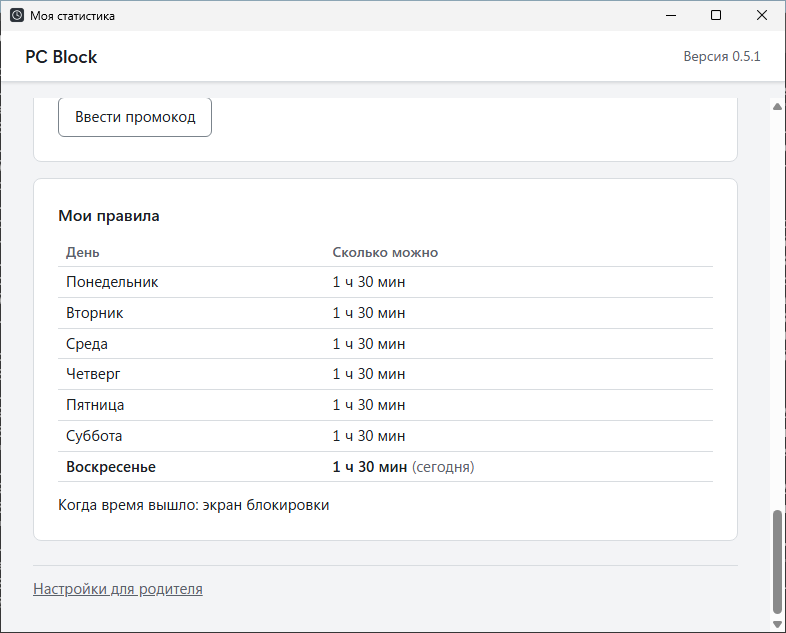 Моя статистика
PC Block
Версия 0.5.1
Ввести промокод
Мои правила
День Сколько можно
Понедельник 1 ч 30 мин
Вторник 1 ч 30 мин
Среда 1 ч 30 мин
Четверг 1 ч 30 мин
Пятница 1 ч 30 мин
Суббота 1 ч 30 мин
Воскресенье 1 ч 30 мин (сегодня)
Когда время вышло: экран блокировки
Настройки для родителя